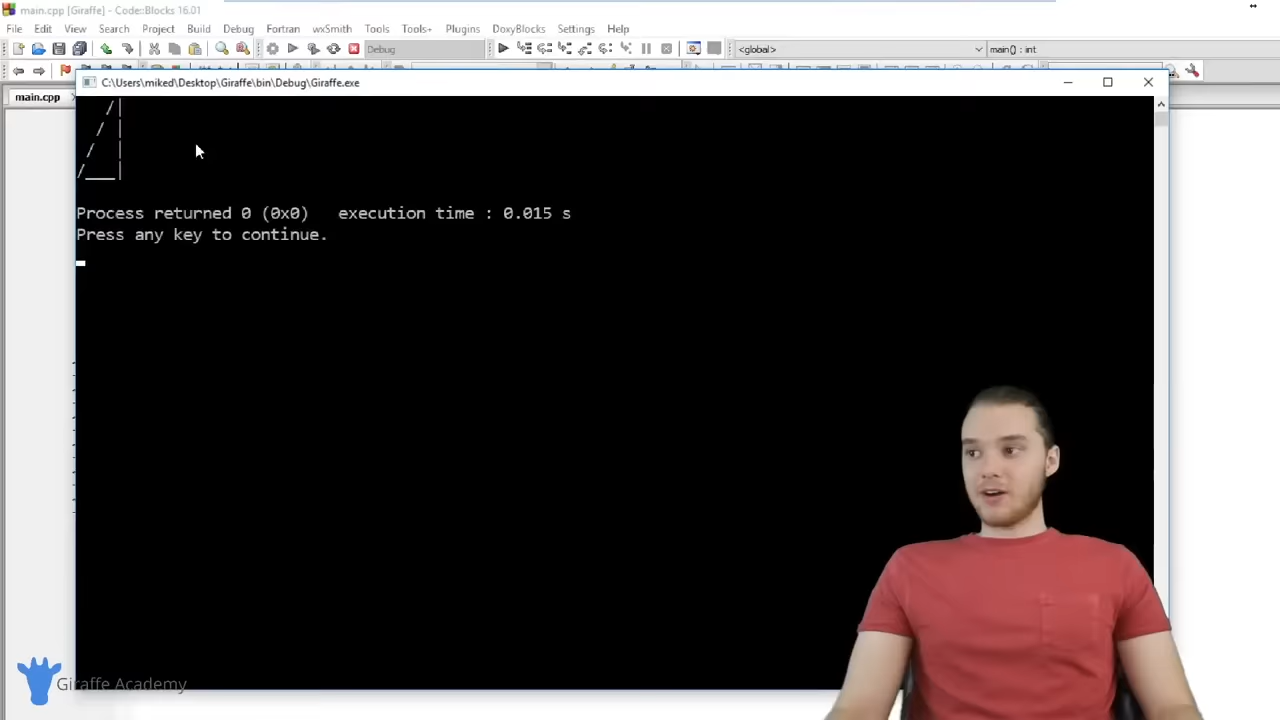 main.cpp [Giraffe] - Code::Blocks 16.01
File Edit View Search Project Build Debug Fortran wxSmith Tools Tools+ Plugins DoxyBlocks Settings Help
Debug <global> main() : int
C:\Users\miked\Desktop\Giraffe\bin\Debug\Giraffe.exe
main.cpp
/|
/ |
/  |
/___|
Process returned 0 (0x0)   execution time : 0.015 s
Press any key to continue.
Giraffe Academy